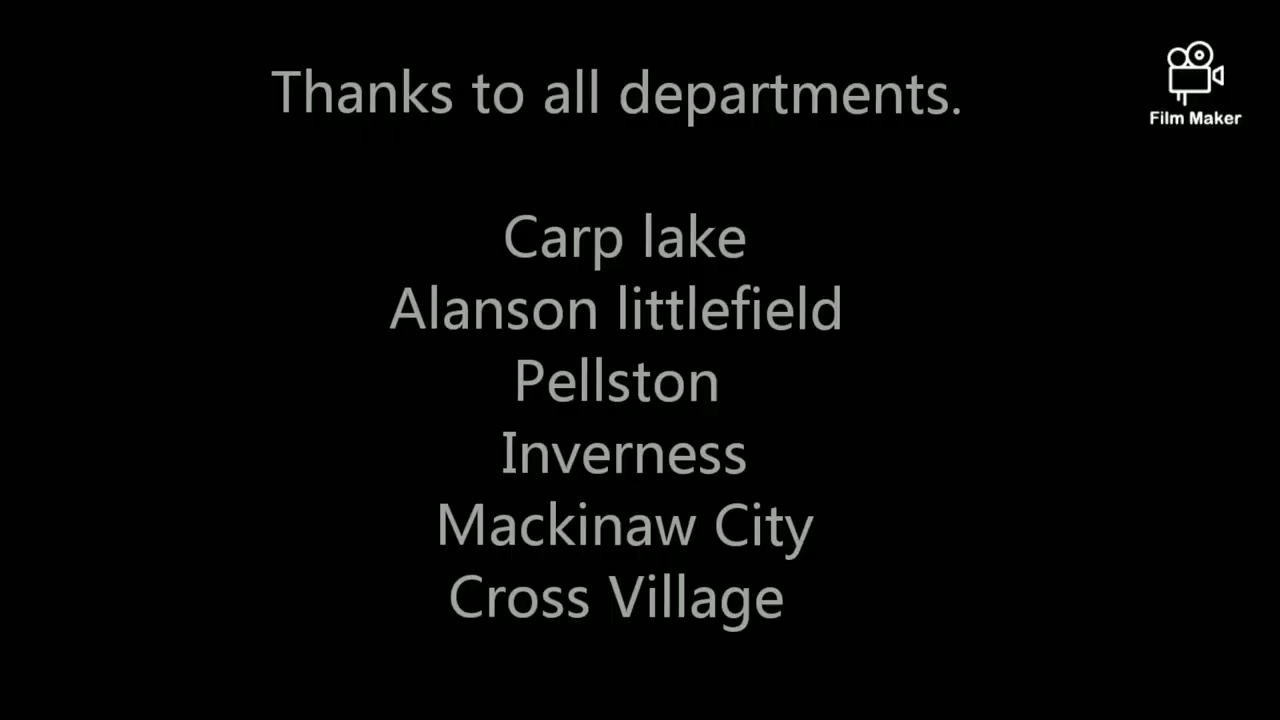 Thanks to all departments.
Film Maker
Carp lake
Alanson littlefield
Pellston
Inverness
Mackinaw City
Cross Village